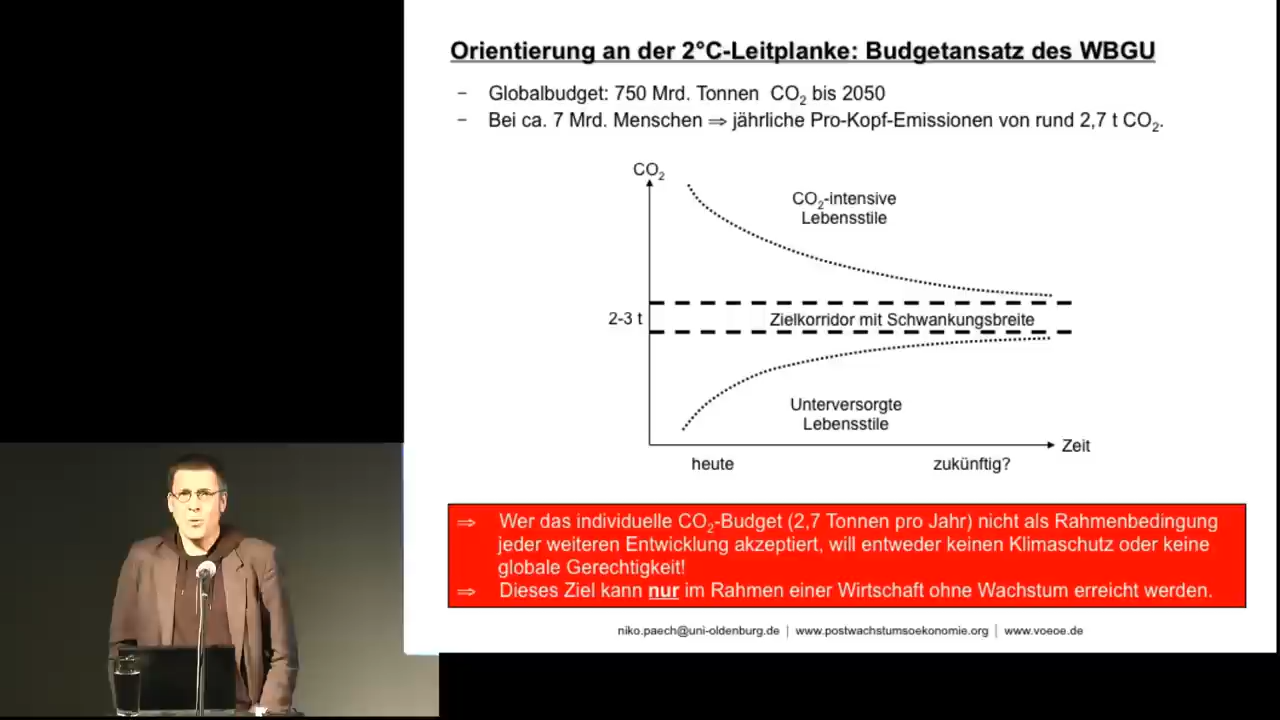 Orientierung an der 2°C-Leitplanke: Budgetansatz des WBGU
– Globalbudget: 750 Mrd. Tonnen CO₂ bis 2050
– Bei ca. 7 Mrd. Menschen ⇒ jährliche Pro-Kopf-Emissionen von rund 2,7 t CO₂.
CO₂
CO₂-intensive
Lebensstile
2-3 t
Zielkorridor mit Schwankungsbreite
Unterversorgte
Lebensstile
Zeit
heute
zukünftig?
⇒ Wer das individuelle CO₂-Budget (2,7 Tonnen pro Jahr) nicht als Rahmenbedingung
jeder weiteren Entwicklung akzeptiert, will entweder keinen Klimaschutz oder keine
globale Gerechtigkeit!
⇒ Dieses Ziel kann nur im Rahmen einer Wirtschaft ohne Wachstum erreicht werden.
niko.paech@uni-oldenburg.de | www.postwachstumsoekonomie.org | www.voeoe.de